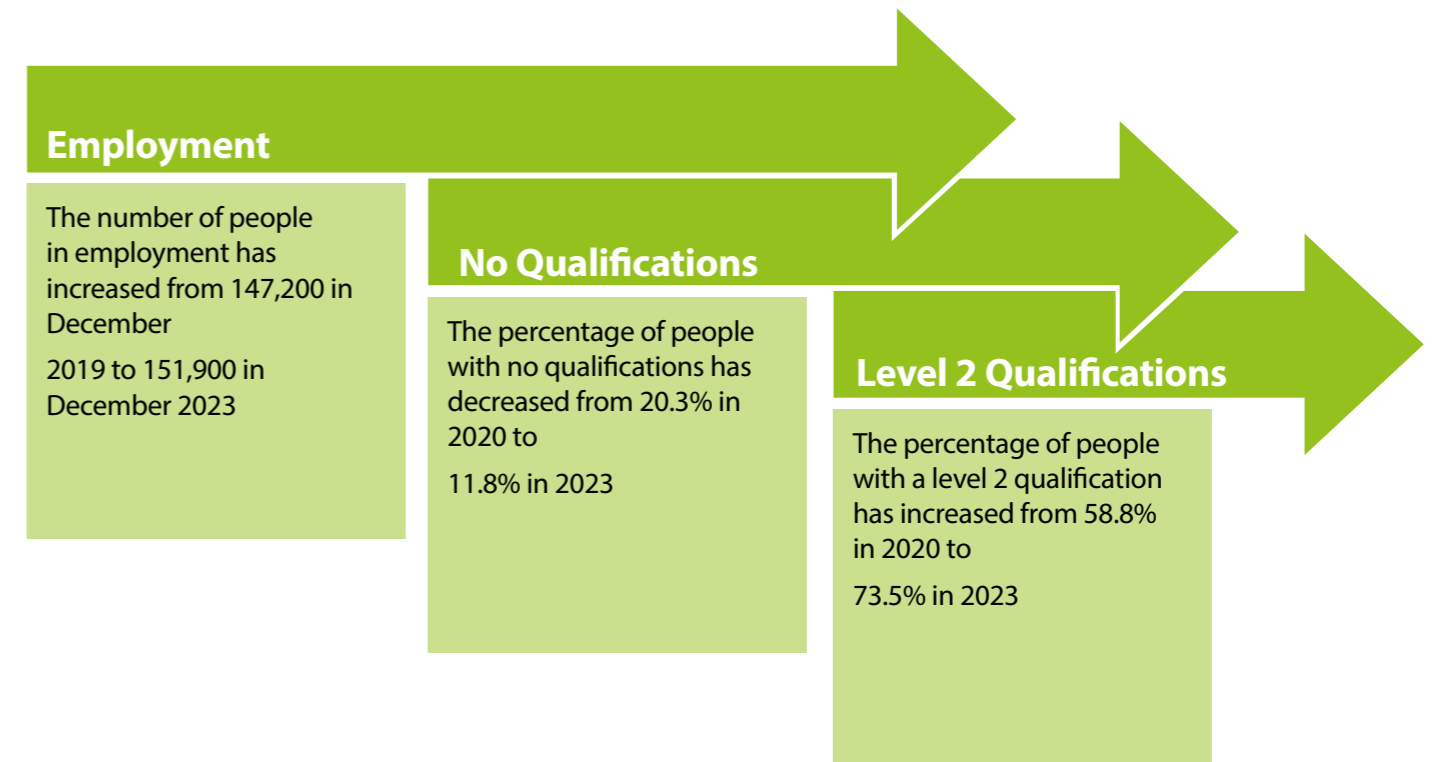 Employment
The number of people
in employment has
increased from 147,200 in
December
2019 to 151,900 in
December 2023
No Qualifications
The percentage of people
with no qualifications has
decreased from 20.3% in
2020 to
11.8% in 2023
Level 2 Qualifications
The percentage of people
with a level 2 qualification
has increased from 58.8%
in 2020 to
73.5% in 2023